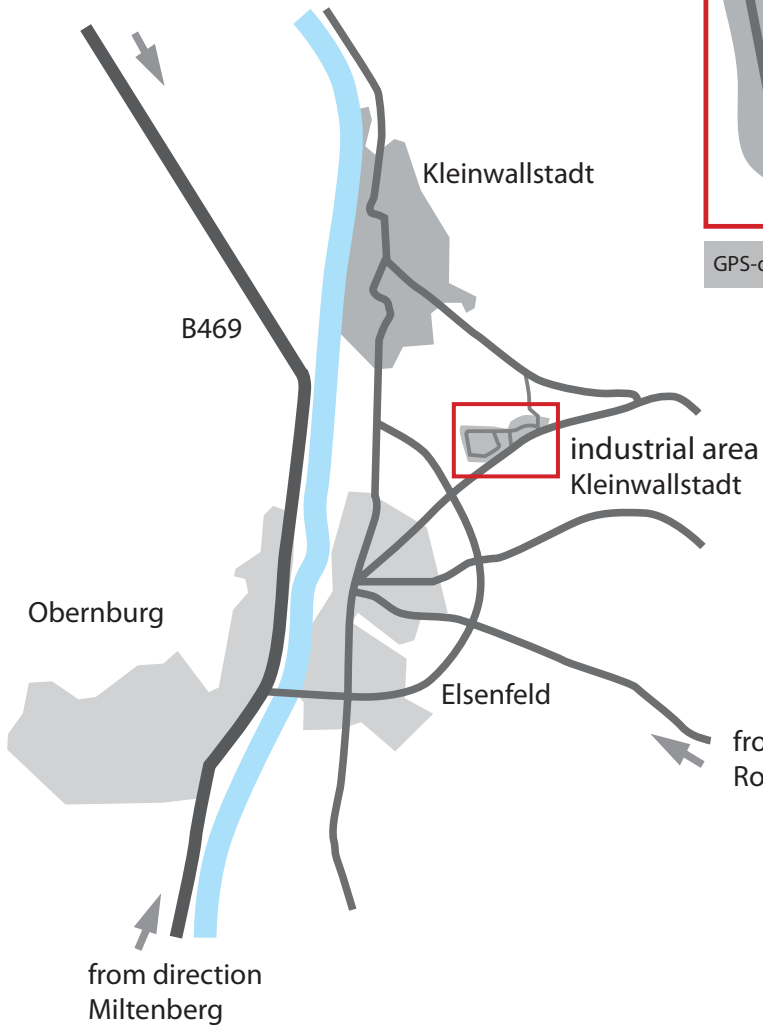 Kleinwallstadt
GPS-c
B469
industrial area
Kleinwallstadt
Obernburg
Elsenfeld
fro
Ro
from direction
Miltenberg